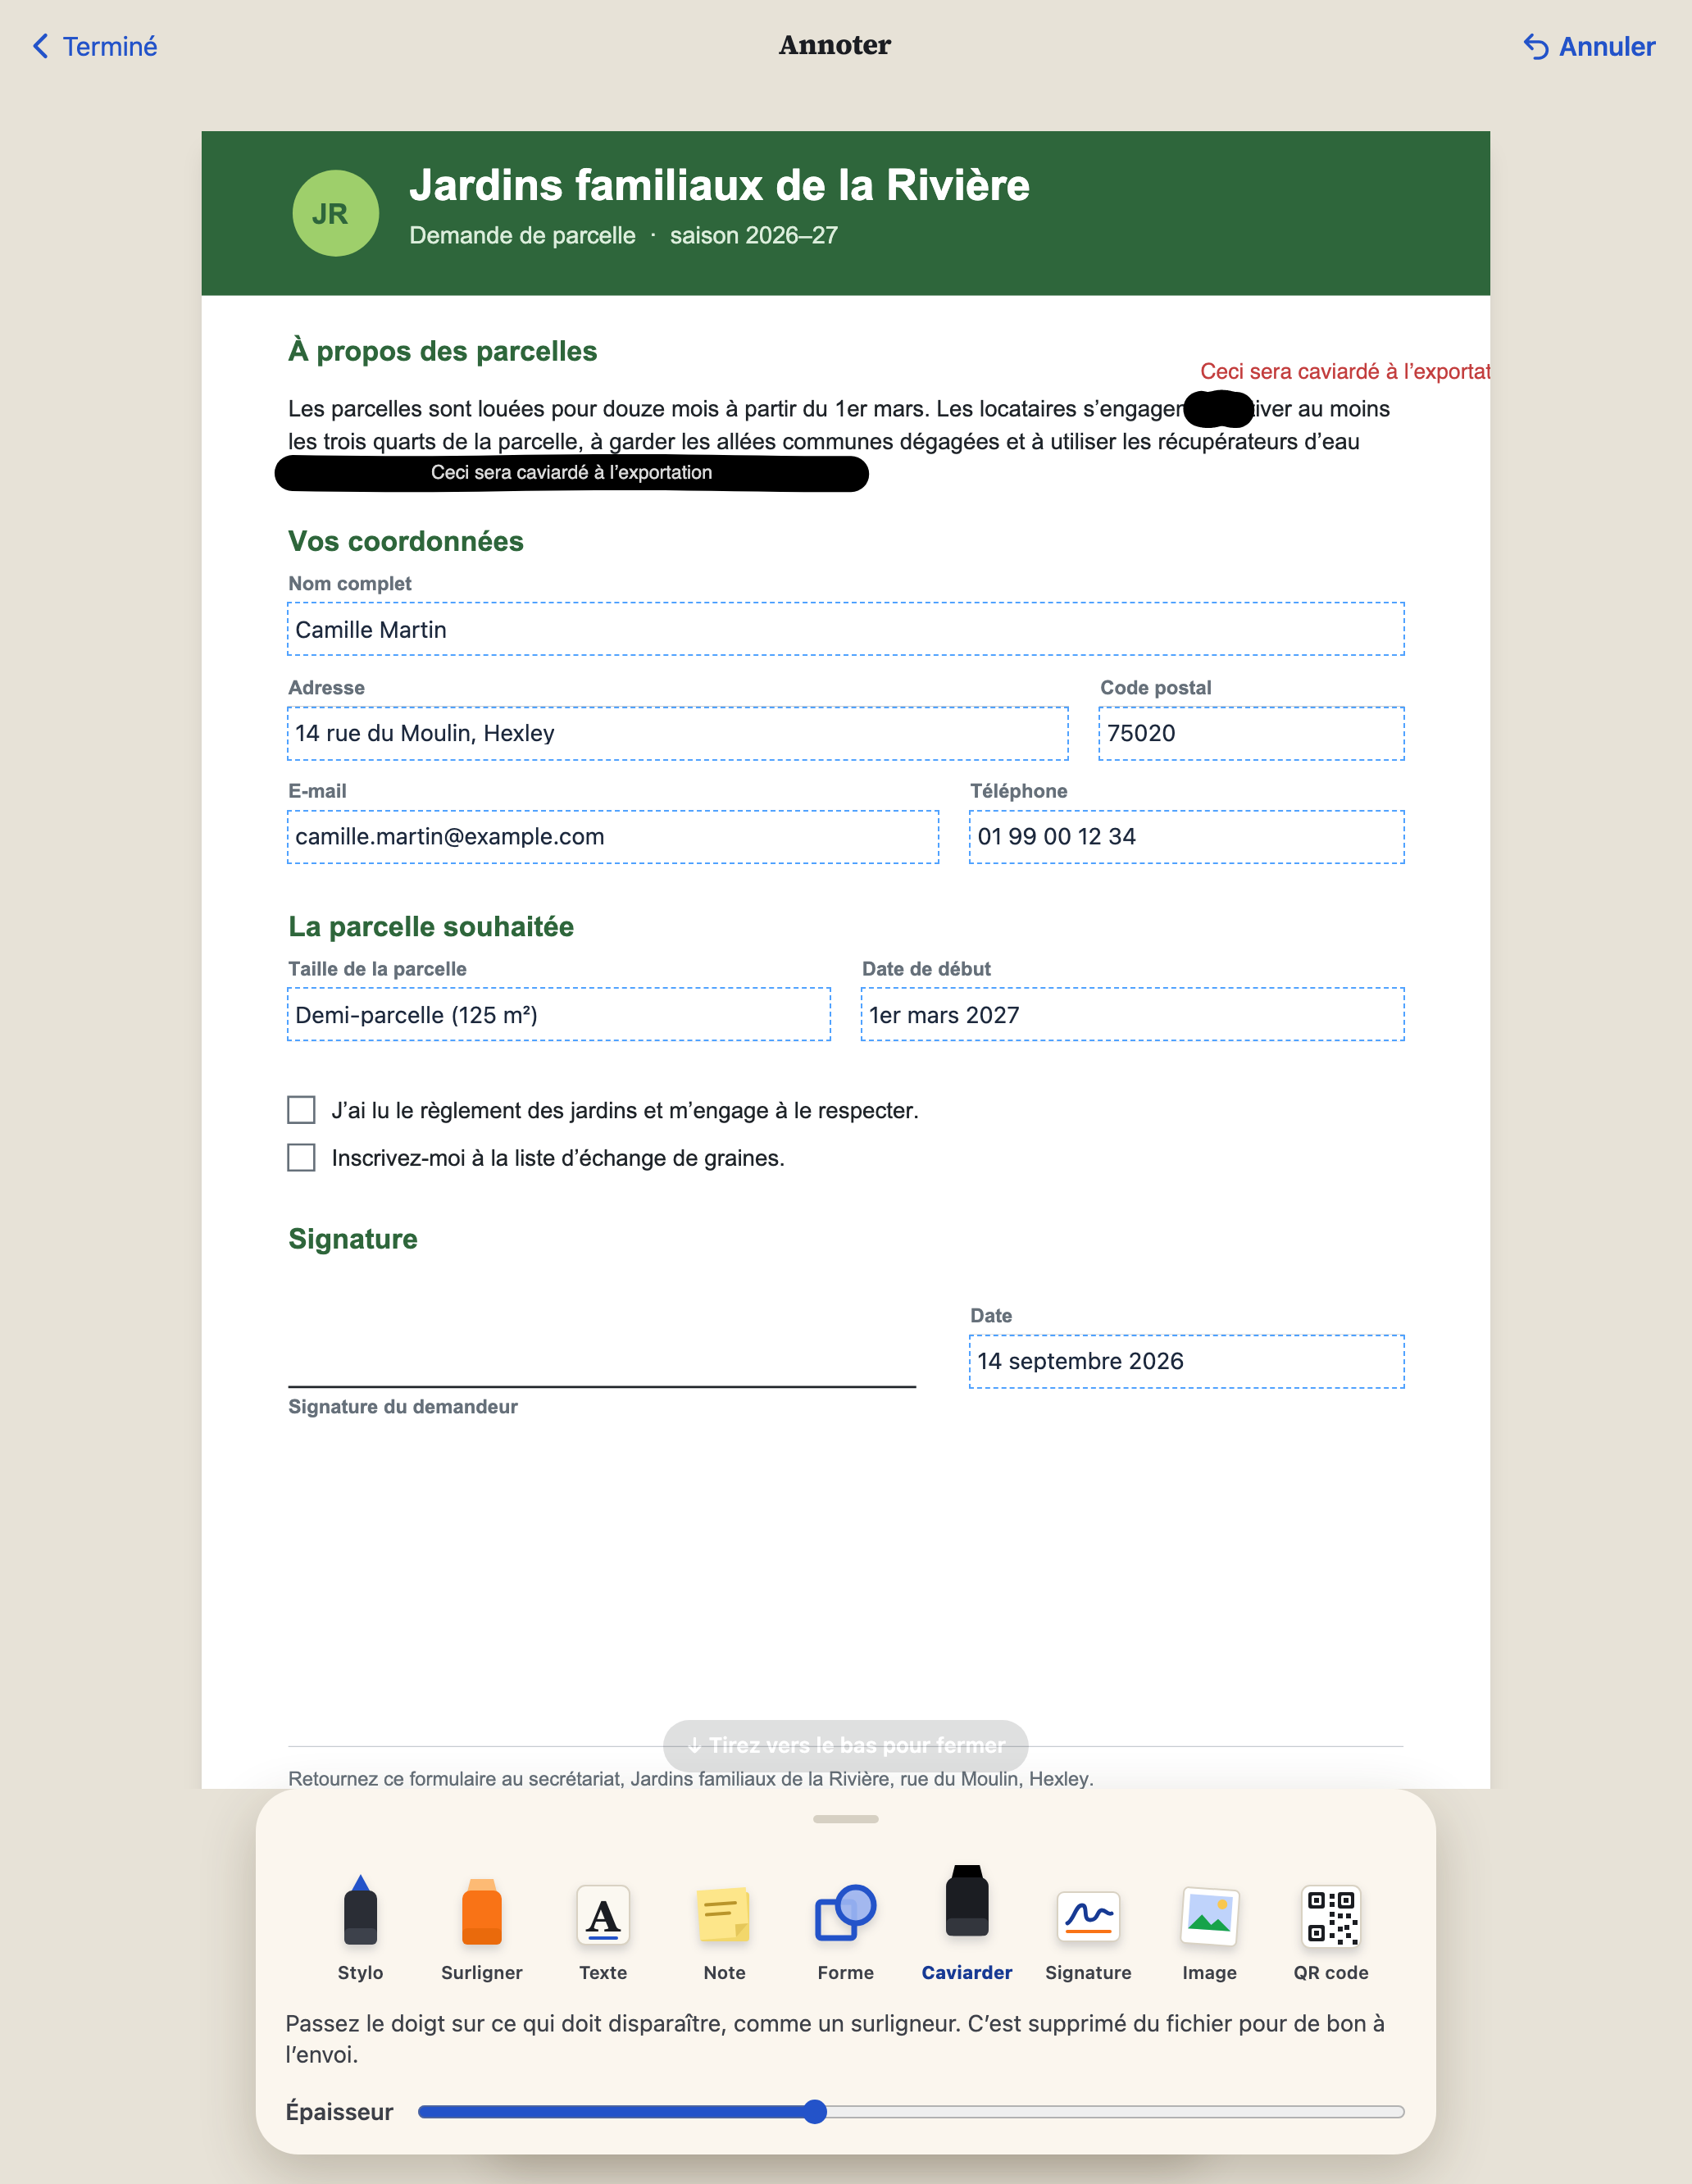 Terminé
Annoter
Annuler
JR
Jardins familiaux de la Rivière
Demande de parcelle · saison 2026–27
À propos des parcelles
Ceci sera caviardé à l’exportat
Les parcelles sont louées pour douze mois à partir du 1er mars. Les locataires s’engager iver au moins
les trois quarts de la parcelle, à garder les allées communes dégagées et à utiliser les récupérateurs d’eau
Ceci sera caviardé à l’exportation
Vos coordonnées
Nom complet
Camille Martin
Adresse Code postal
14 rue du Moulin, Hexley 75020
E-mail Téléphone
camille.martin@example.com 01 99 00 12 34
La parcelle souhaitée
Taille de la parcelle Date de début
Demi-parcelle (125 m²) 1er mars 2027
J’ai lu le règlement des jardins et m’engage à le respecter.
Inscrivez-moi à la liste d’échange de graines.
Signature
Date
14 septembre 2026
Signature du demandeur
↓ Tirez vers le bas pour fermer
Retournez ce formulaire au secrétariat, Jardins familiaux de la Rivière, rue du Moulin, Hexley.
A
Stylo Surligner Texte Note Forme Caviarder Signature Image QR code
Passez le doigt sur ce qui doit disparaître, comme un surligneur. C’est supprimé du fichier pour de bon à
l’envoi.
Épaisseur